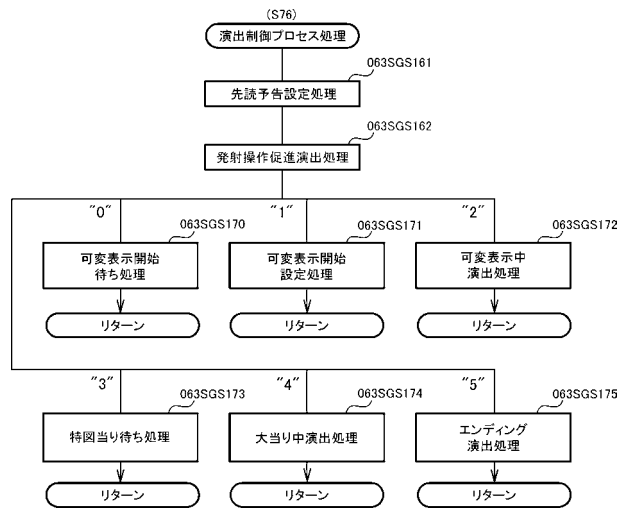 (S76)
演出制御プロセス処理
063SGS161
先読予告設定処理
063SGS162
発射操作促進演出処理
"0"
063SGS170
可変表示開始
待ち処理
リターン
"1"
063SGS171
可変表示開始
設定処理
リターン
"2"
063SGS172
可変表示中
演出処理
リターン
"3"
063SGS173
特図当り待ち処理
リターン
"4"
063SGS174
大当り中演出処理
リターン
"5"
063SGS175
エンディング
演出処理
リターン